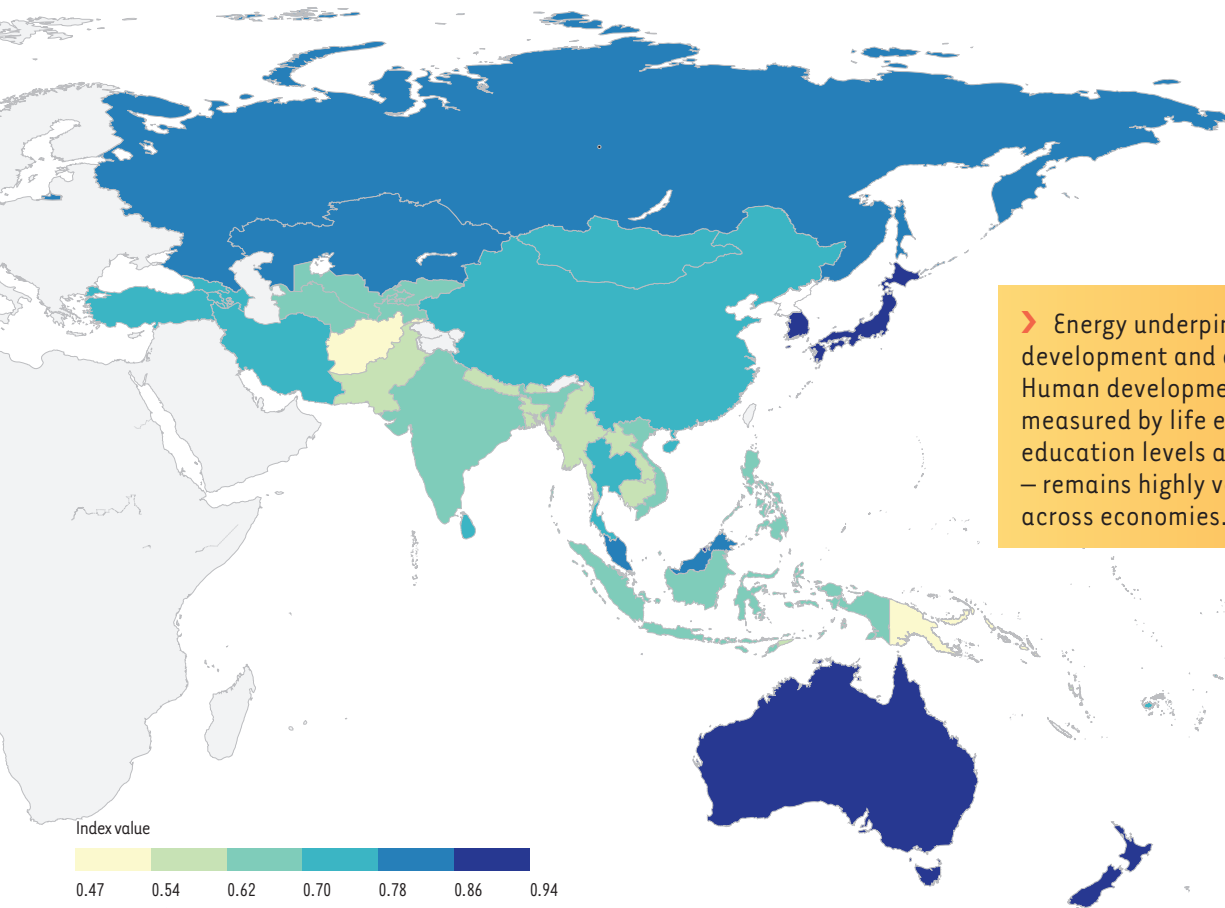 Energy underpin
development and
Human developme
measured by life e
education levels a
– remains highly v
across economies.
Index value
0.47 0.54 0.62 0.70 0.78 0.86 0.94